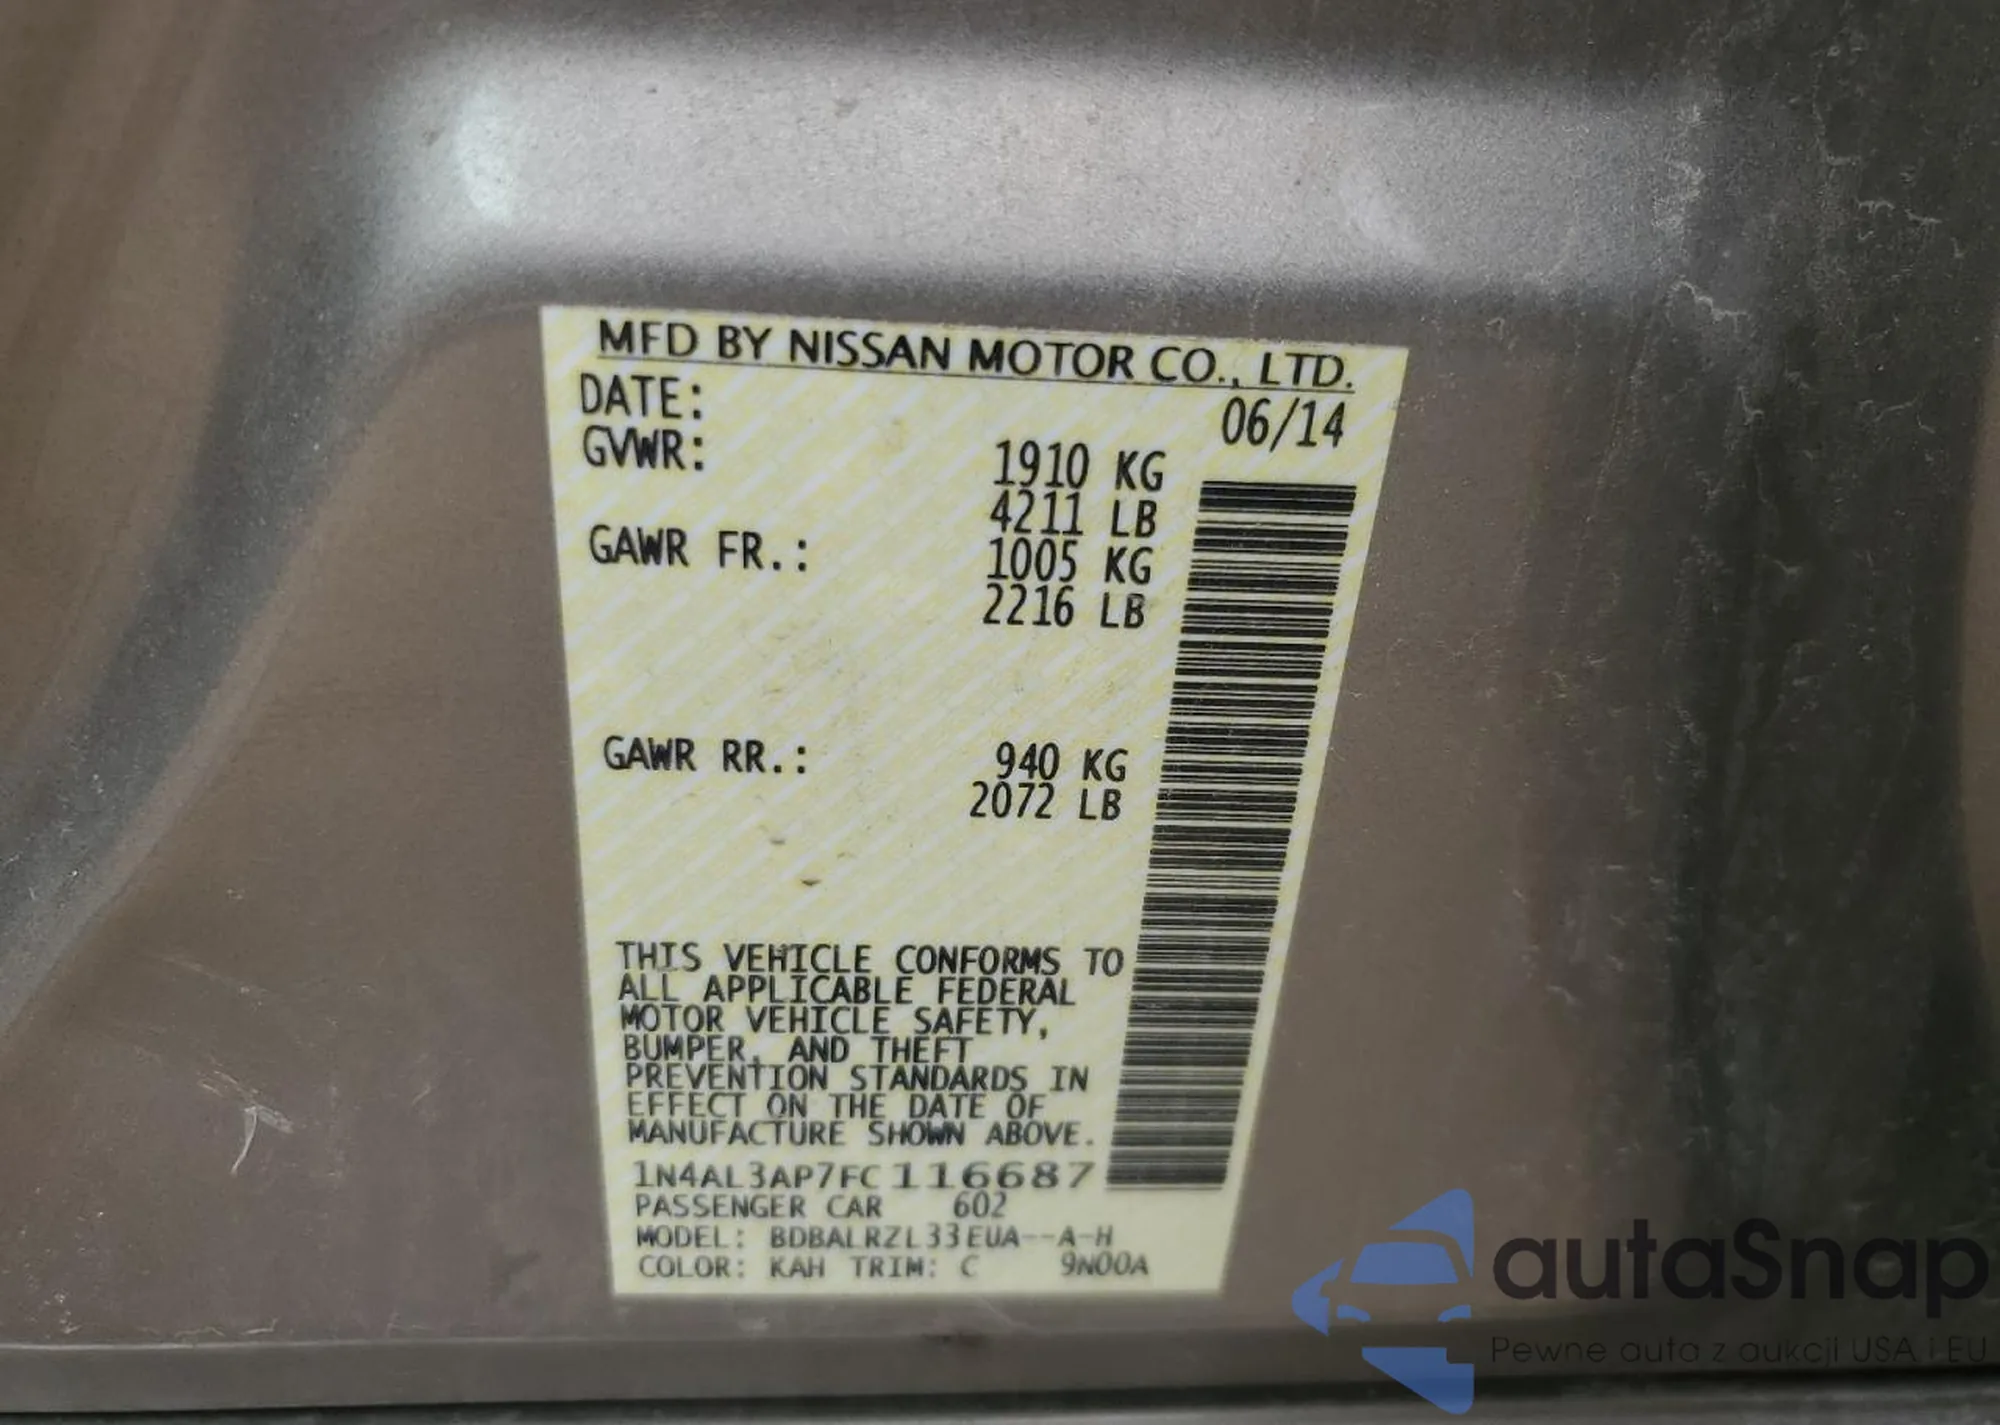 MFD BY NISSAN MOTOR CO., LTD.
DATE: 06/14
GVWR: 1910 KG
4211 LB
GAWR FR.: 1005 KG
2216 LB
GAWR RR.: 940 KG
2072 LB
THIS VEHICLE CONFORMS TO
ALL APPLICABLE FEDERAL
MOTOR VEHICLE SAFETY,
BUMPER, AND THEFT
PREVENTION STANDARDS IN
EFFECT ON THE DATE OF
MANUFACTURE SHOWN ABOVE.
1N4AL3AP7FC116687
PASSENGER CAR 602
MODEL: BDBALRZL33EUA--A-H
COLOR: KAH TRIM: C 9N00A
autaSnap
Pewne auta z aukcji USA i EU